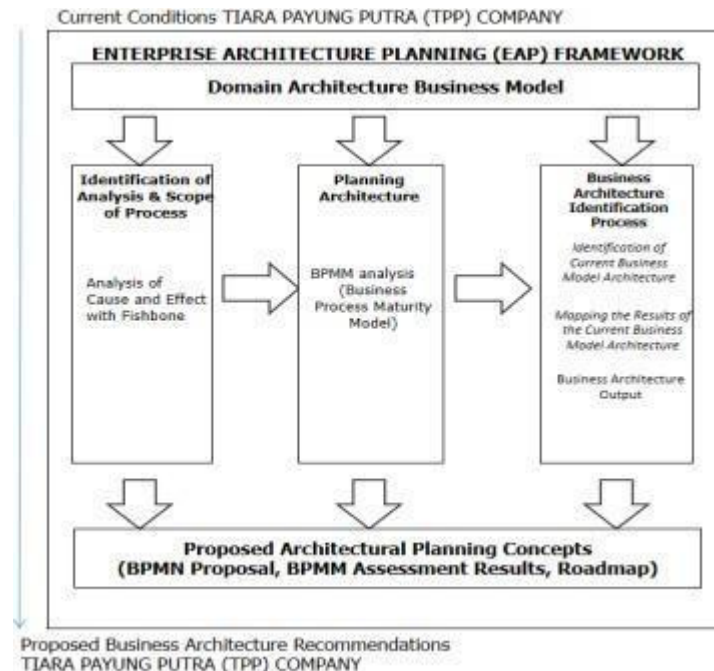 Current Conditions TIARA PAYUNG PUTRA (TPP) COMPANY
ENTERPRISE ARCHITECTURE PLANNING (EAP) FRAMEWORK
Domain Architecture Business Model
Identification of
Analysis & Scope
of Process
Analysis of
Cause and Effect
with Fishbone
Planning
Architecture
BPMM analysis
(Business
Process Maturity
Model)
Business
Architecture
Identification
Process
Identification of
Current Business
Model Architecture
Mapping the Results of
the Current Business
Model Architecture
Business Architecture
Output
Proposed Architectural Planning Concepts
(BPMN Proposal, BPMM Assessment Results, Roadmap)
Proposed Business Architecture Recommendations
TIARA PAYUNG PUTRA (TPP) COMPANY